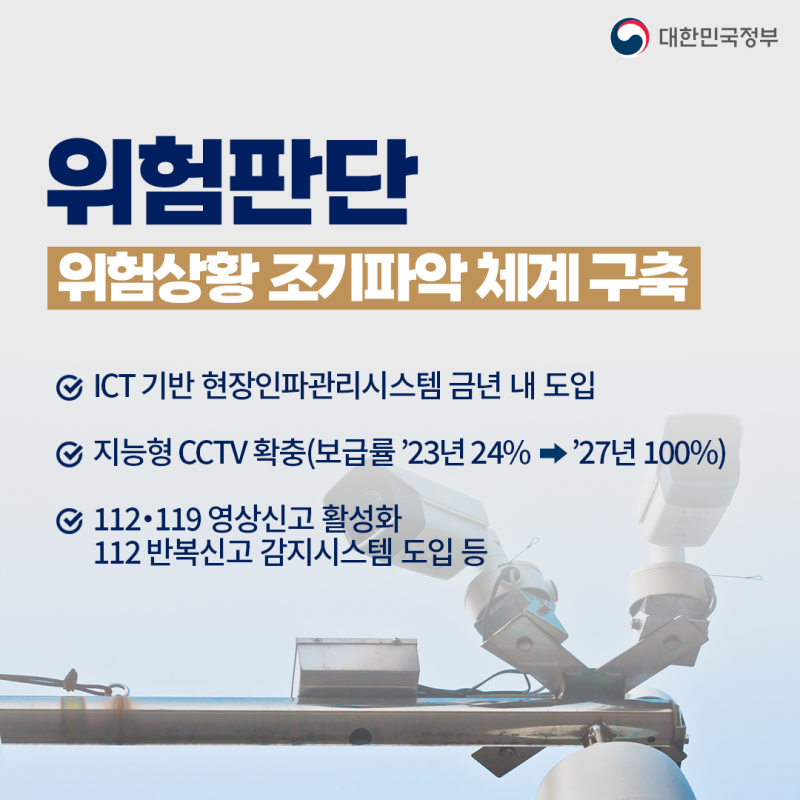 대한민국정부
위험판단
위험상황 조기파악 체계 구축
ICT 기반 현장인파관리시스템 금년 내 도입
지능형 CCTV 확충(보급률 ’23년 24% ➡ ’27년 100%)
112·119 영상신고 활성화
112 반복신고 감지시스템 도입 등